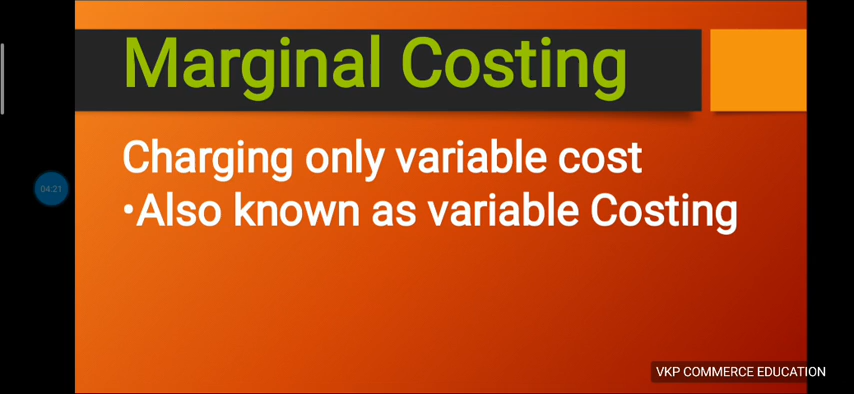 Marginal Costing
Charging only variable cost
•Also known as variable Costing
04:21
VKP COMMERCE EDUCATION